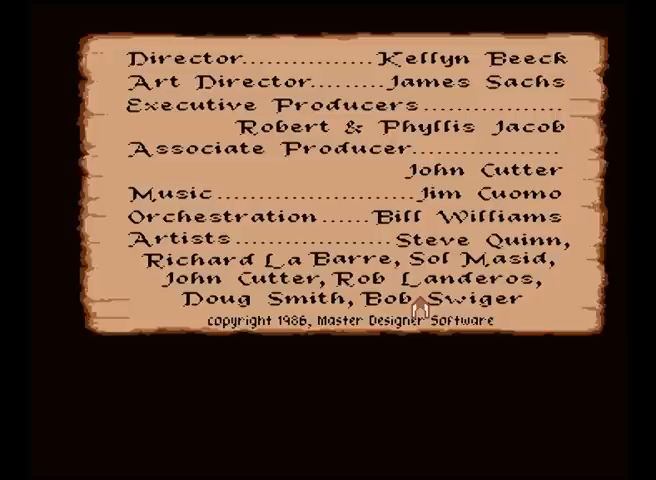 Director..............Kellyn Beeck
Art Director........James Sachs
Executive Producers................
Robert & Phyllis Jacob
Associate Producer.................
John Cutter
Music......................Jim Cuomo
Orchestration......Bill Williams
Artists...................Steve Quinn,
Richard La Barre, Sol Masid,
John Cutter, Rob Landeros,
Doug Smith, Bob Swiger
copyright 1986, Master Designer Software